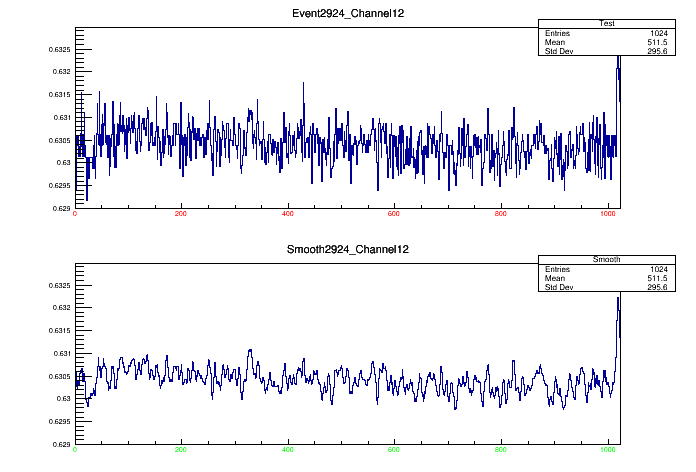 Event2924_Channel12
Test
Entries 1024
Mean 511.5
Std Dev 295.6
0.6325
0.632
0.6315
0.631
0.6305
0.63
0.6295
0.629
0 200 400 600 800 1000
Smooth2924_Channel12
Smooth
Entries 1024
Mean 511.5
Std Dev 295.6
0.6325
0.632
0.6315
0.631
0.6305
0.63
0.6295
0.629
0 200 400 600 800 1000